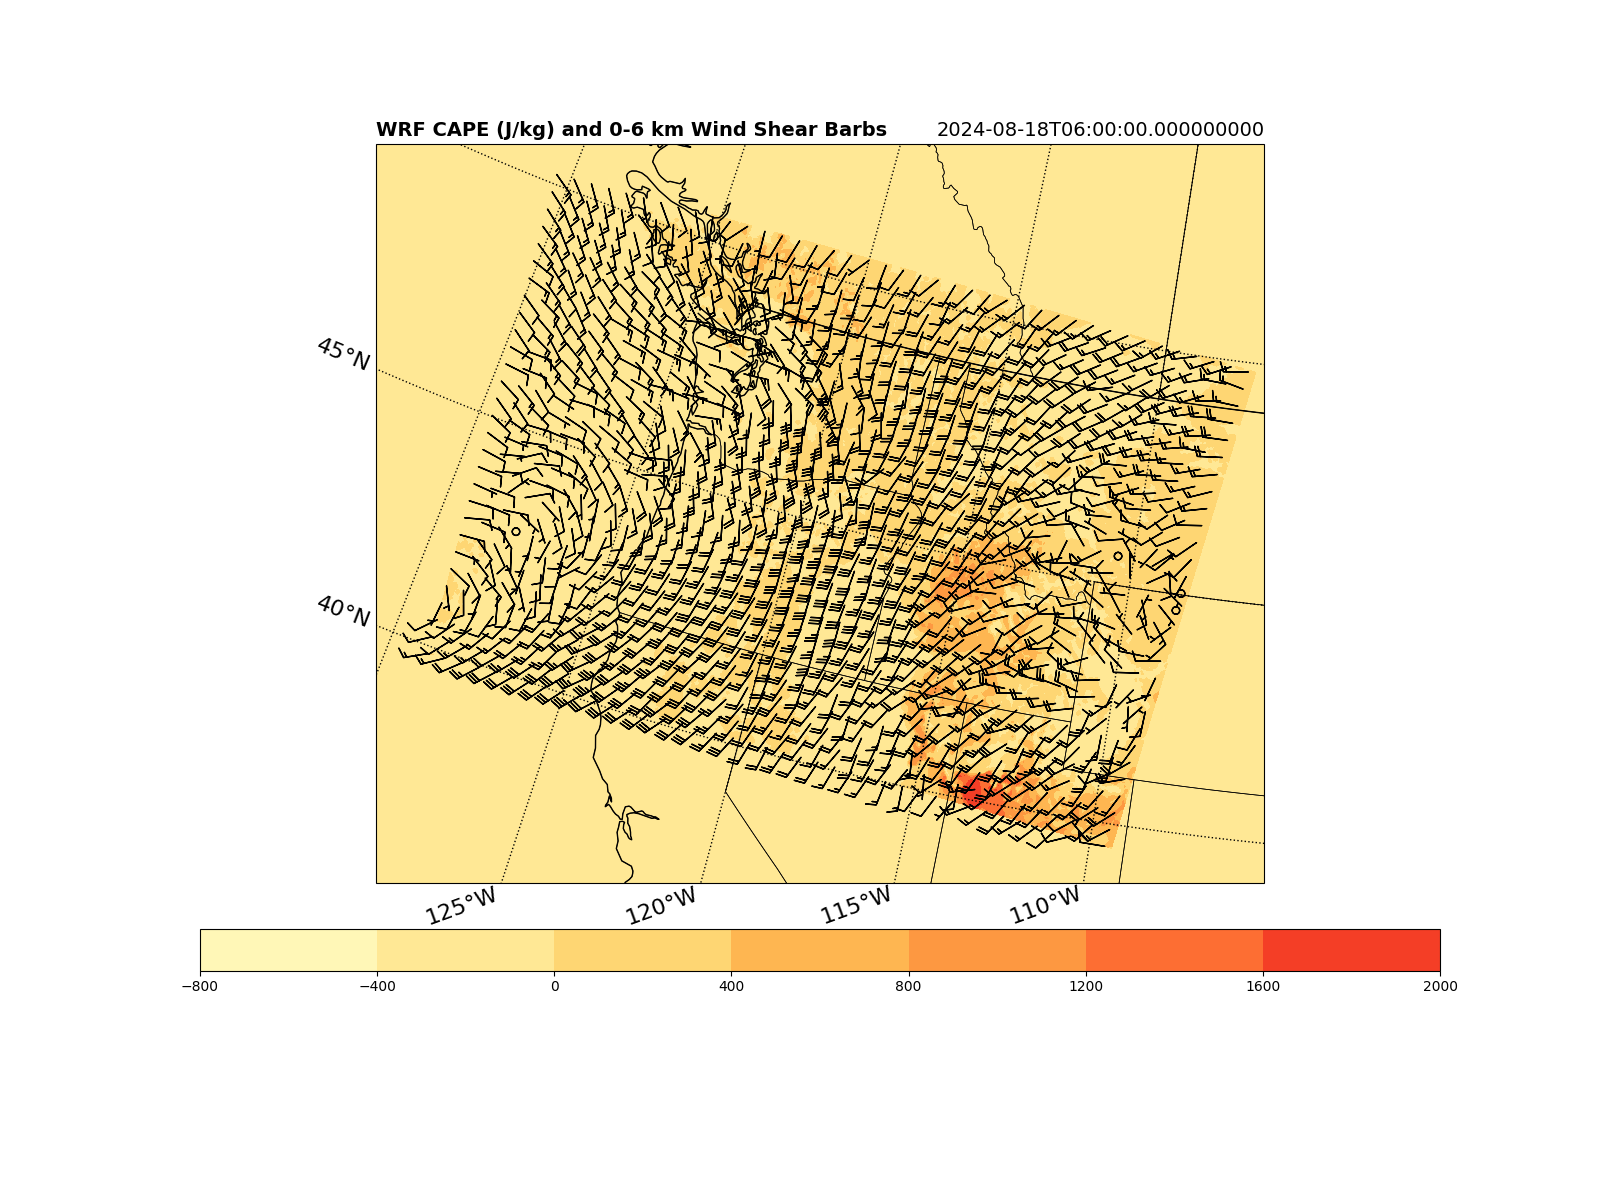 WRF CAPE (J/kg) and 0-6 km Wind Shear Barbs 2024-08-18T06:00:00.000000000
45°N
40°N
125°W 120°W 115°W 110°W
−800 −400 0 400 800 1200 1600 2000